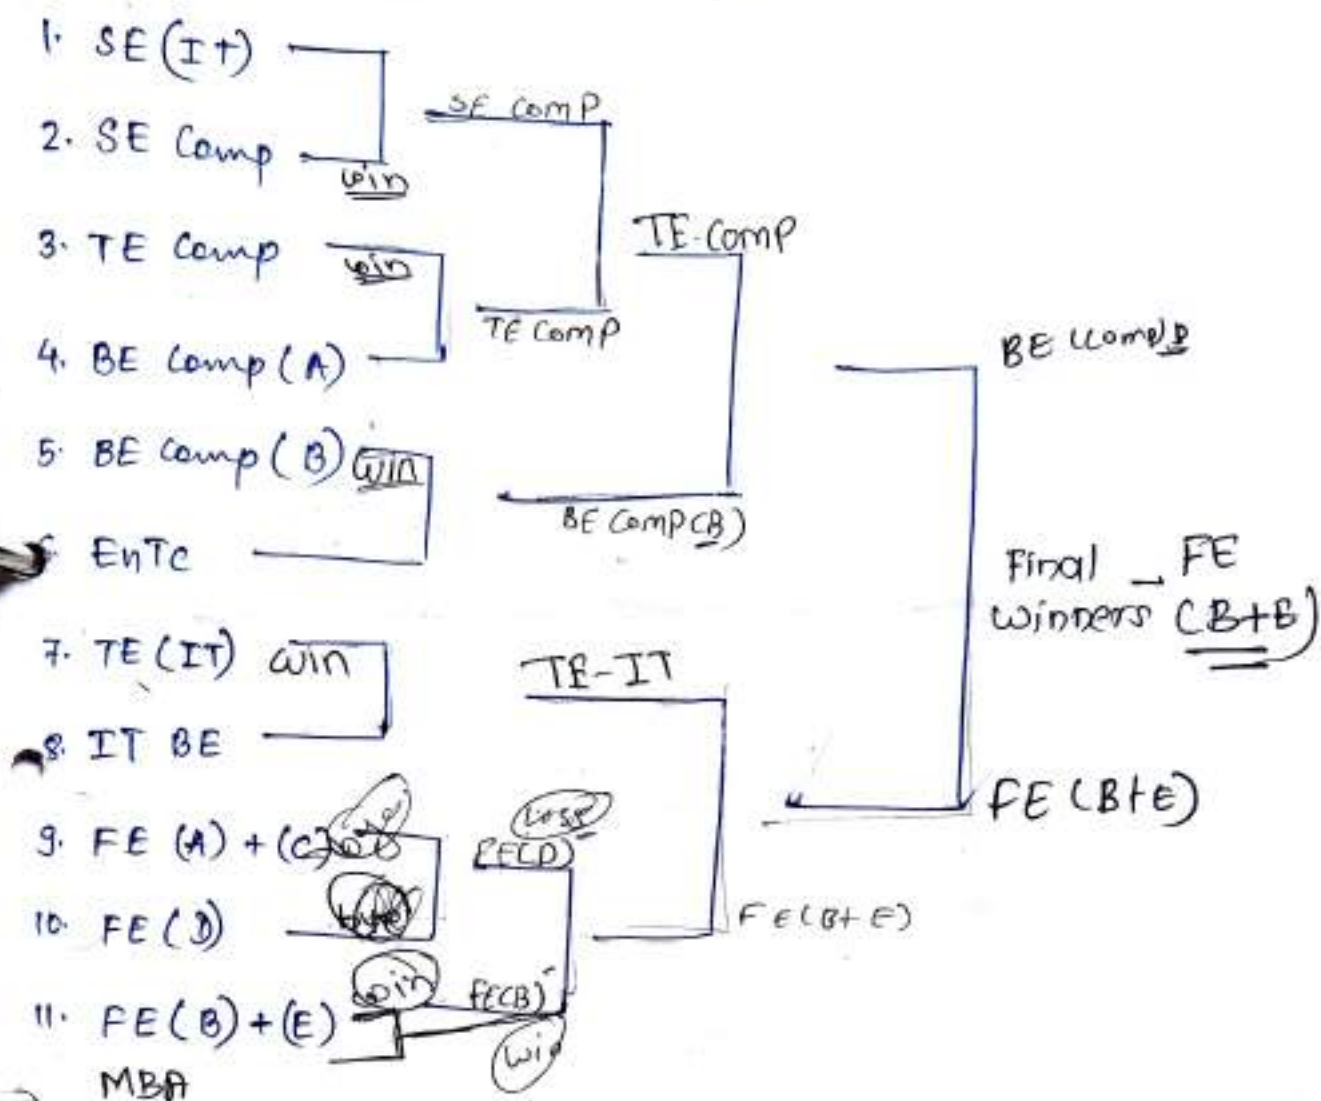 1. SE (IT)
SE COMP
2. SE Comp
win
3. TE Comp
win
TE-COMP
TE COMP
4. BE Comp (A)
BE (Comp) B
5. BE Comp (B) win
BE COMP (B)
EnTC
Final winners - FE (B+E)
7. TE (IT) win
TE-IT
8. IT BE
FE (B+E)
9. FE (A) + (C)
Loss
FE(D)
10. FE (D)
FE (B+E)
win
FE(B)
11. FE (B) + (E)
win
MBA